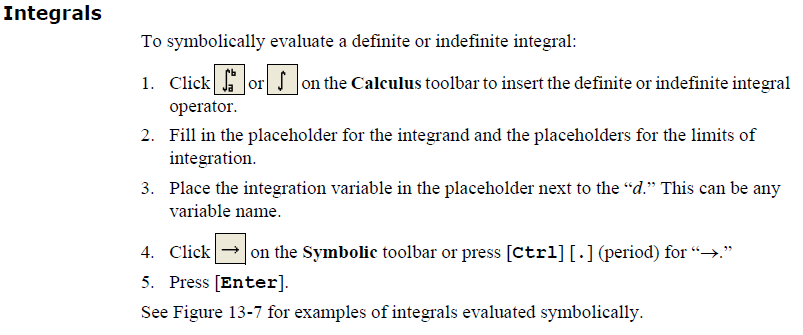 Integrals
To symbolically evaluate a definite or indefinite integral:
1. Click ∫ba or ∫ on the Calculus toolbar to insert the definite or indefinite integral
operator.
2. Fill in the placeholder for the integrand and the placeholders for the limits of
integration.
3. Place the integration variable in the placeholder next to the “d.” This can be any
variable name.
4. Click → on the Symbolic toolbar or press [Ctrl] [.] (period) for “→.”
5. Press [Enter].
See Figure 13-7 for examples of integrals evaluated symbolically.